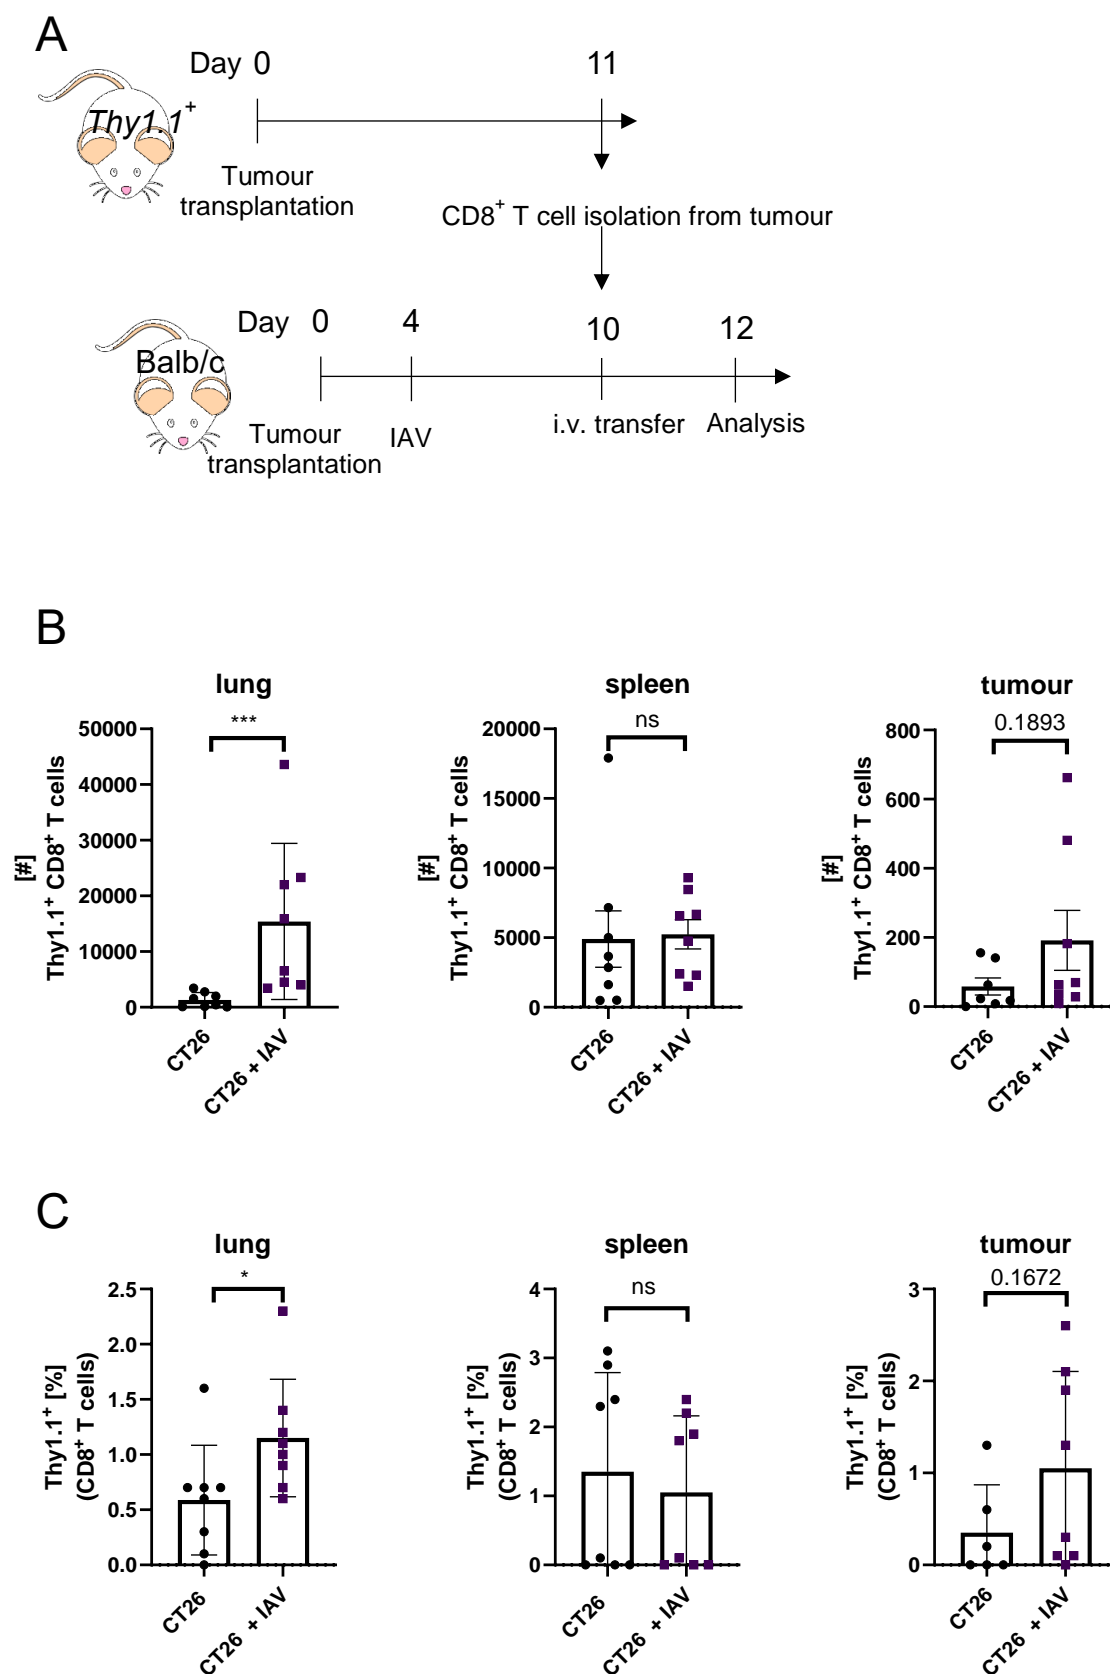 A
Day 0 11
Thy1.1+
Tumour
transplantation
CD8+ T cell isolation from tumour
Day 0 4 10 12
Balb/c
Tumour
transplantation
IAV
i.v. transfer
Analysis
B
lung
***
[#]
Thy1.1+ CD8+ T cells
50000
40000
30000
20000
10000
0
CT26
CT26 + IAV
spleen
ns
[#]
Thy1.1+ CD8+ T cells
20000
15000
10000
5000
0
CT26
CT26 + IAV
tumour
0.1893
[#]
Thy1.1+ CD8+ T cells
800
600
400
200
0
CT26
CT26 + IAV
C
lung
*
Thy1.1+ [%]
(CD8+ T cells)
2.5
2.0
1.5
1.0
0.5
0.0
CT26
CT26 + IAV
spleen
ns
Thy1.1+ [%]
(CD8+ T cells)
4
3
2
1
0
CT26
CT26 + IAV
tumour
0.1672
Thy1.1+ [%]
(CD8+ T cells)
3
2
1
0
CT26
CT26 + IAV